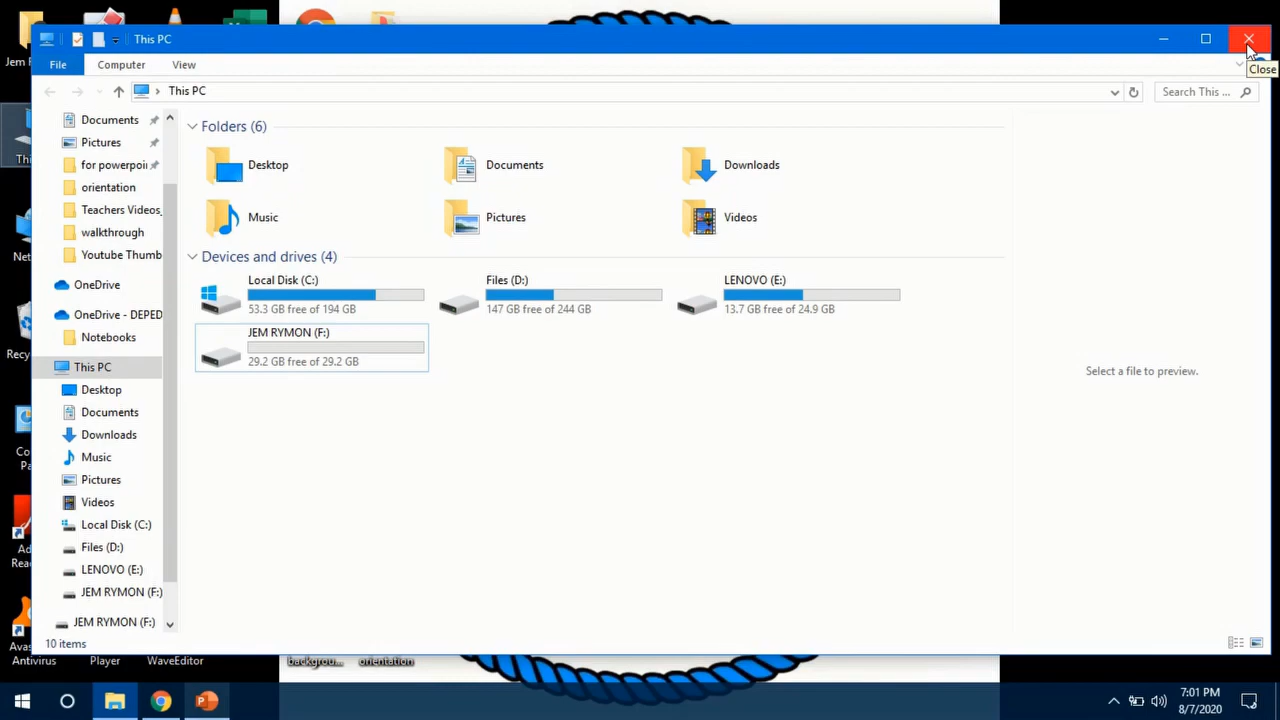 This PC
Close
File Computer View
This PC
Search This ...
Documents
Pictures
for powerpoi
orientation
Teachers Videos_
walkthrough
Youtube Thumb
OneDrive
OneDrive - DEPED
Notebooks
This PC
Desktop
Documents
Downloads
Music
Pictures
Videos
Local Disk (C:)
Files (D:)
LENOVO (E:)
JEM RYMON (F:)
JEM RYMON (F:)
Folders (6)
Desktop Documents Downloads
Music Pictures Videos
Devices and drives (4)
Local Disk (C:) Files (D:) LENOVO (E:)
53.3 GB free of 194 GB 147 GB free of 244 GB 13.7 GB free of 24.9 GB
JEM RYMON (F:)
29.2 GB free of 29.2 GB
Select a file to preview.
10 items
Antivirus Player WaveEditor backgrou... orientation
7:01 PM
8/7/2020